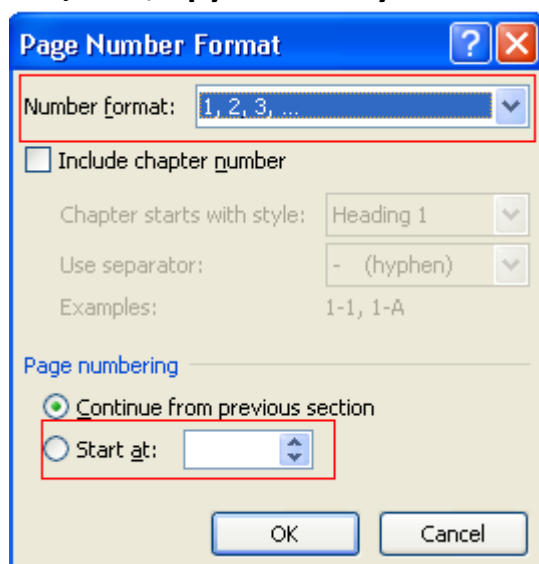 Page Number Format
Number format: 1, 2, 3, ...
Include chapter number
Chapter starts with style: Heading 1
Use separator: - (hyphen)
Examples: 1-1, 1-A
Page numbering
Continue from previous section
Start at:
OK Cancel